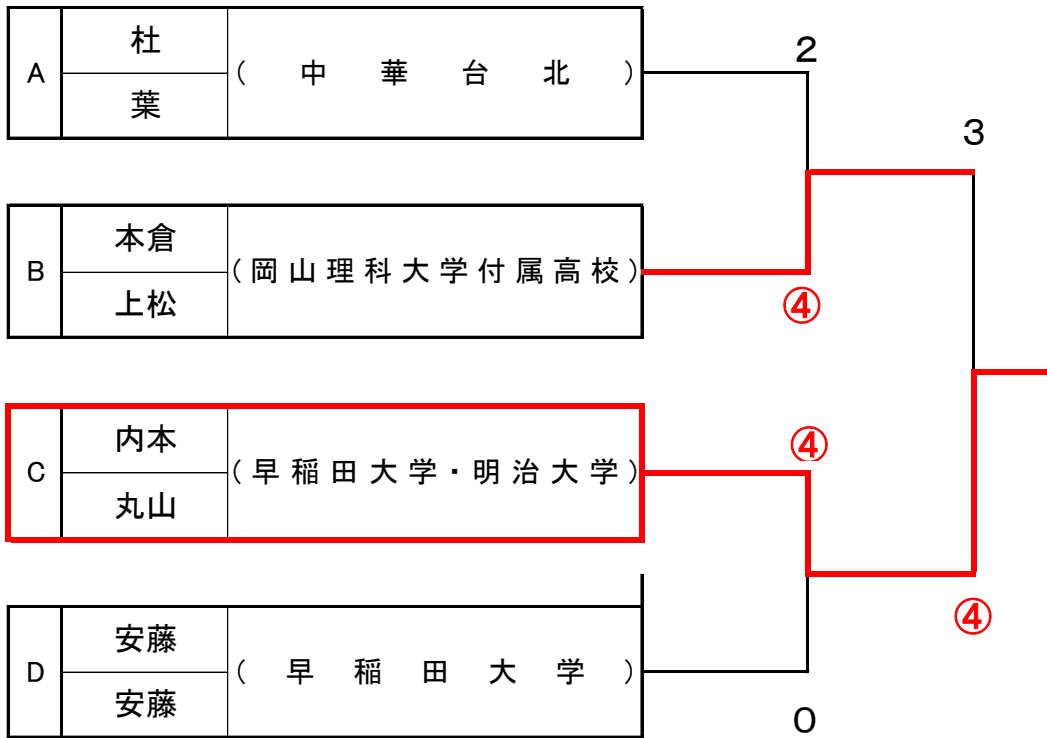 杜
A (中華台北) 2
葉
3
本倉
B (岡山理科大学付属高校)
上松
④
内本 ④
C (早稲田大学・明治大学)
丸山
④
安藤
D (早稲田大学)
安藤
0